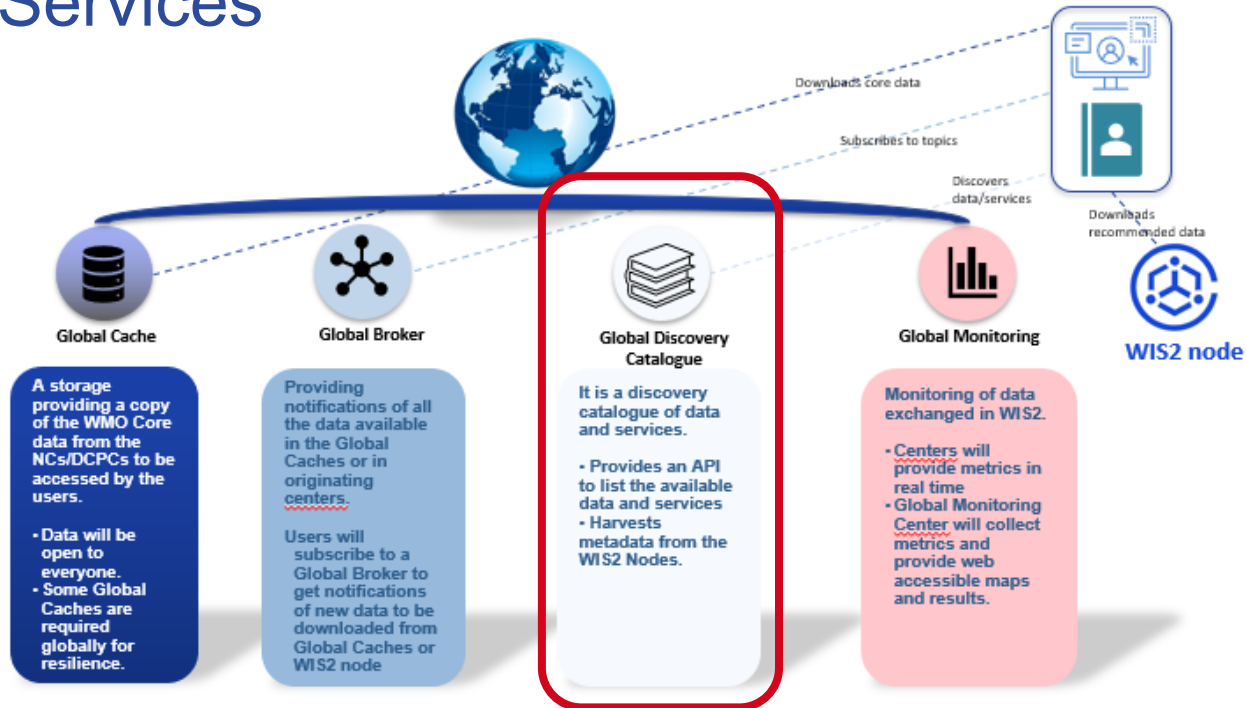 Services
Downloads core data
Subscribes to topics
Discovers
data/services
Downloads
recommended data
WIS2 node
Global Cache
Global Broker
Global Discovery
Catalogue
Global Monitoring
A storage
providing a copy
of the WMO Core
data from the
NCs/DCPCs to be
accessed by the
users.
• Data will be
open to
everyone.
• Some Global
Caches are
required
globally for
resilience.
Providing
notifications of all
the data available
in the Global
Caches or in
originating
centers.
Users will
subscribe to a
Global Broker to
get notifications
of new data to be
downloaded from
Global Caches or
WIS2 node
It is a discovery
catalogue of data
and services.
• Provides an API
to list the available
data and services
• Harvests
metadata from the
WIS2 Nodes.
Monitoring of data
exchanged in WIS2.
• Centers will
provide metrics in
real time
• Global Monitoring
Center will collect
metrics and
provide web
accessible maps
and results.